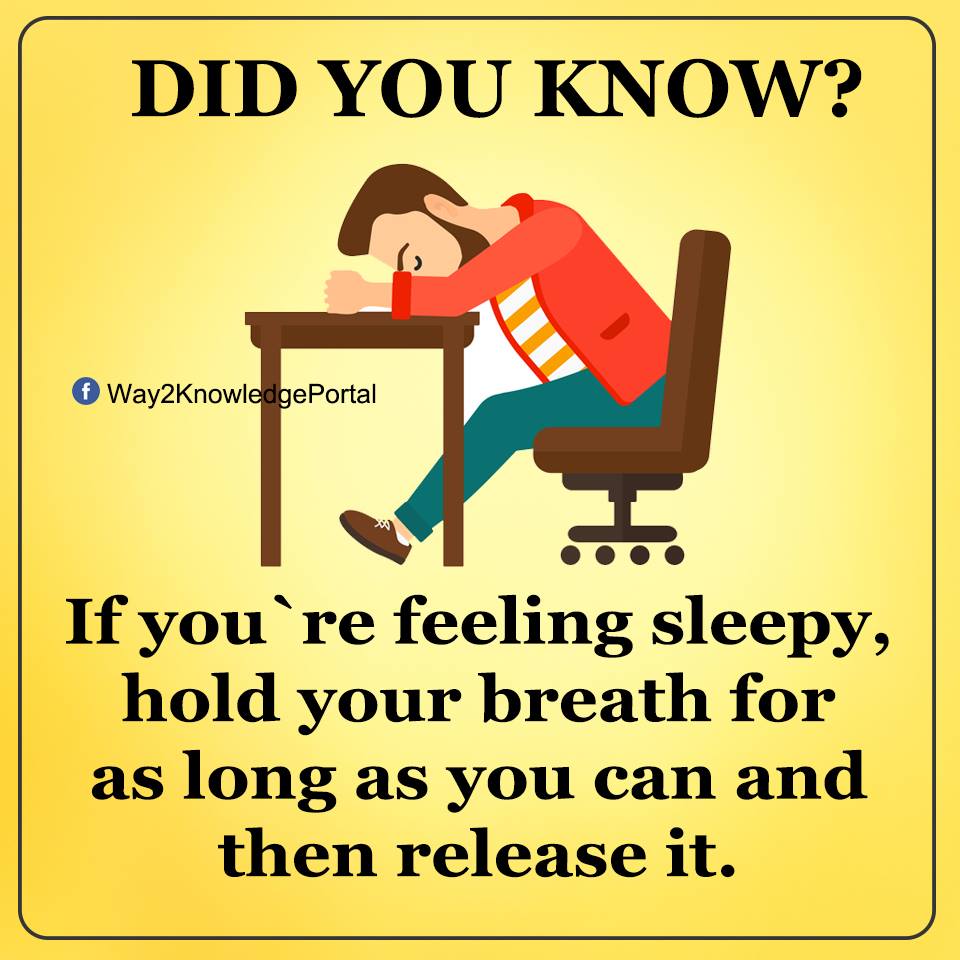 DID YOU KNOW?
f Way2KnowledgePortal
If you`re feeling sleepy,
hold your breath for
as long as you can and
then release it.